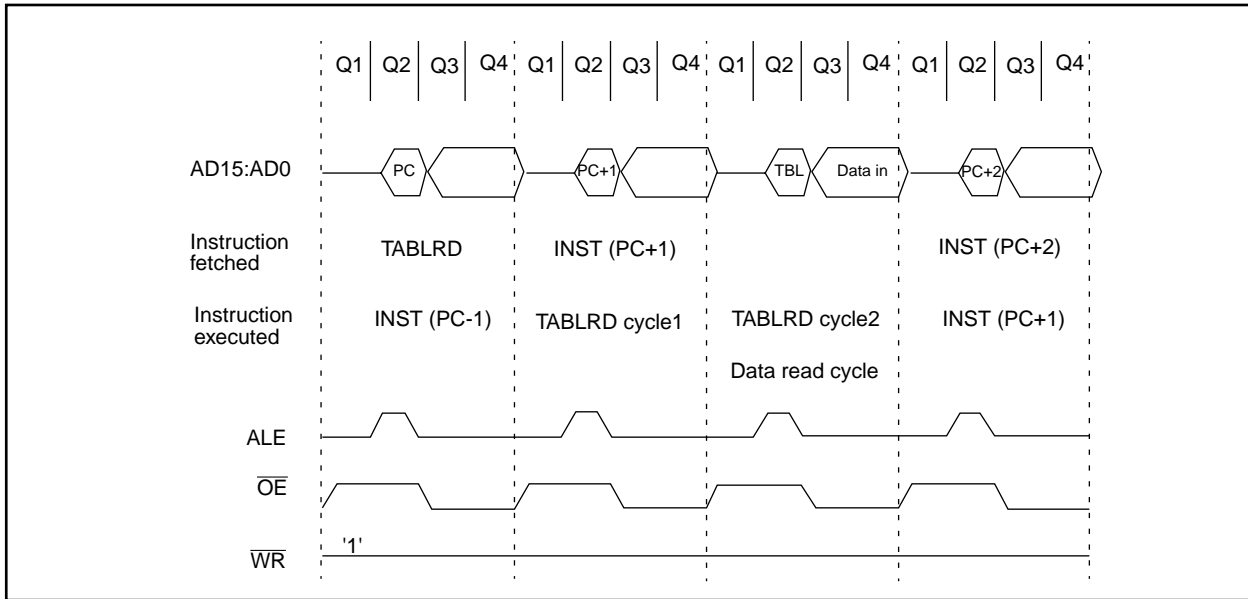 Q1 Q2 Q3 Q4 Q1 Q2 Q3 Q4 Q1 Q2 Q3 Q4 Q1 Q2 Q3 Q4
AD15:AD0 PC PC+1 TBL Data in PC+2
Instruction
fetched
TABLRD INST (PC+1) INST (PC+2)
Instruction
executed
INST (PC-1) TABLRD cycle1 TABLRD cycle2 INST (PC+1)
Data read cycle
ALE
OE
'1'
WR